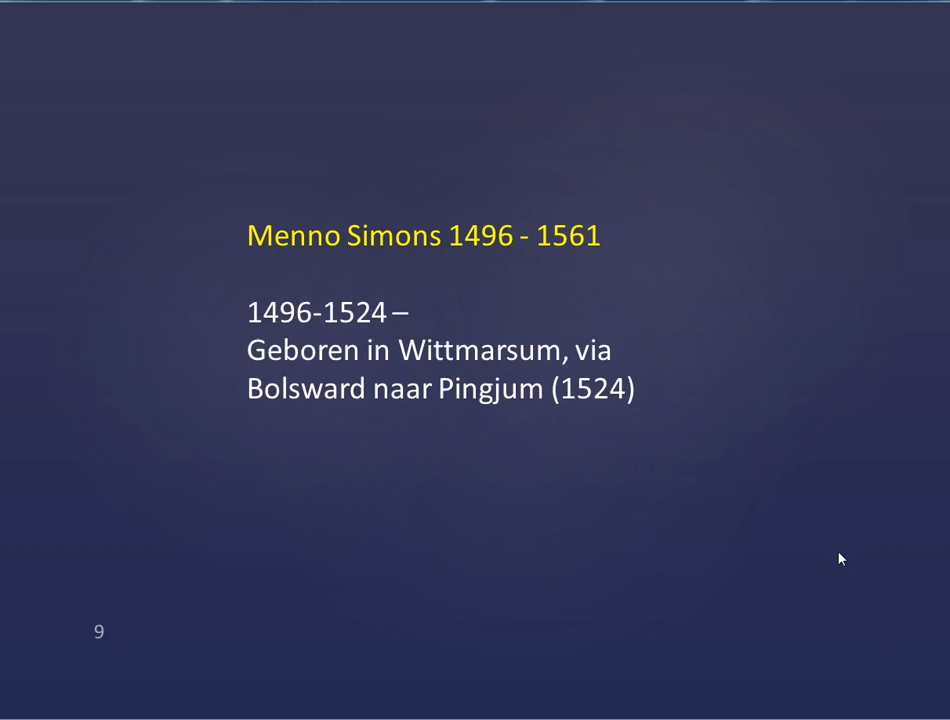 Menno Simons 1496 - 1561
1496-1524 –
Geboren in Wittmarsum, via
Bolsward naar Pingjum (1524)
9